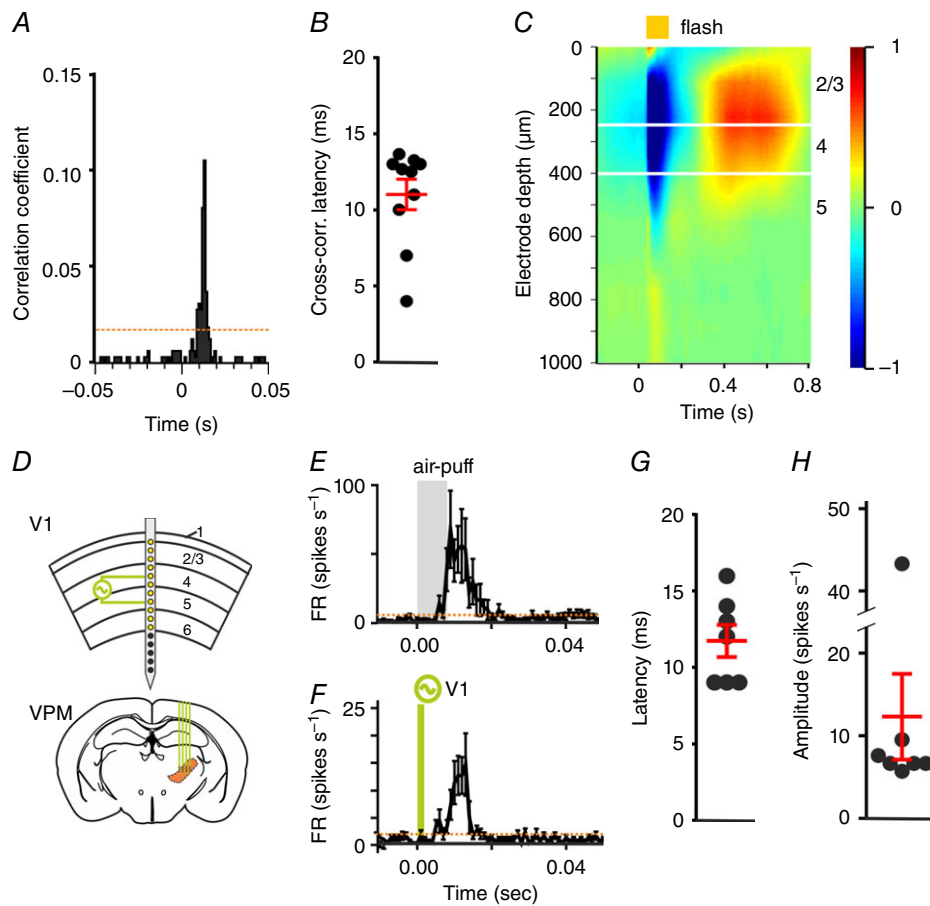 A
Correlation coefficient
0.15
0.10
0.05
0
−0.05
0
0.05
Time (s)
B
Cross-corr. latency (ms)
20
15
10
5
0
C
flash
Electrode depth (µm)
0
200
400
600
800
1000
0
0.4
0.8
Time (s)
2/3
4
5
1
0
−1
D
V1
1
2/3
4
5
6
VPM
E
air-puff
FR (spikes s⁻¹)
100
0
0.00
0.04
F
V1
FR (spikes s⁻¹)
25
0
0.00
0.04
Time (sec)
G
Latency (ms)
20
15
10
5
0
H
Amplitude (spikes s⁻¹)
50
40
20
10
0